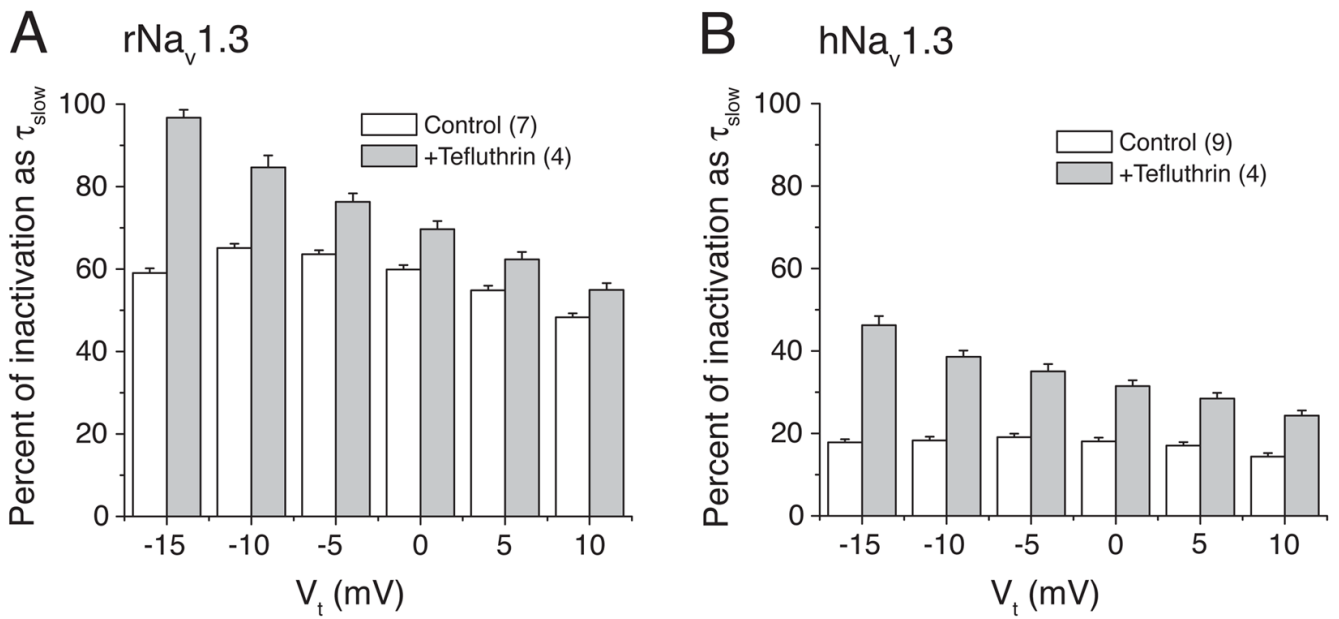 A rNav1.3
Percent of inactivation as τslow
100
80
60
40
20
0
Control (7)
+Tefluthrin (4)
-15 -10 -5 0 5 10
Vt (mV)
B hNav1.3
Percent of inactivation as τslow
100
80
60
40
20
0
Control (9)
+Tefluthrin (4)
-15 -10 -5 0 5 10
Vt (mV)